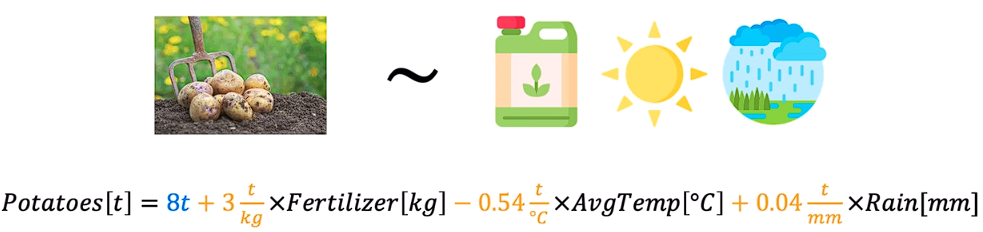 Potatoes[t] = 8t + 3 t/kg ×Fertilizer[kg] − 0.54 t/°C ×AvgTemp[°C] + 0.04 t/mm ×Rain[mm]